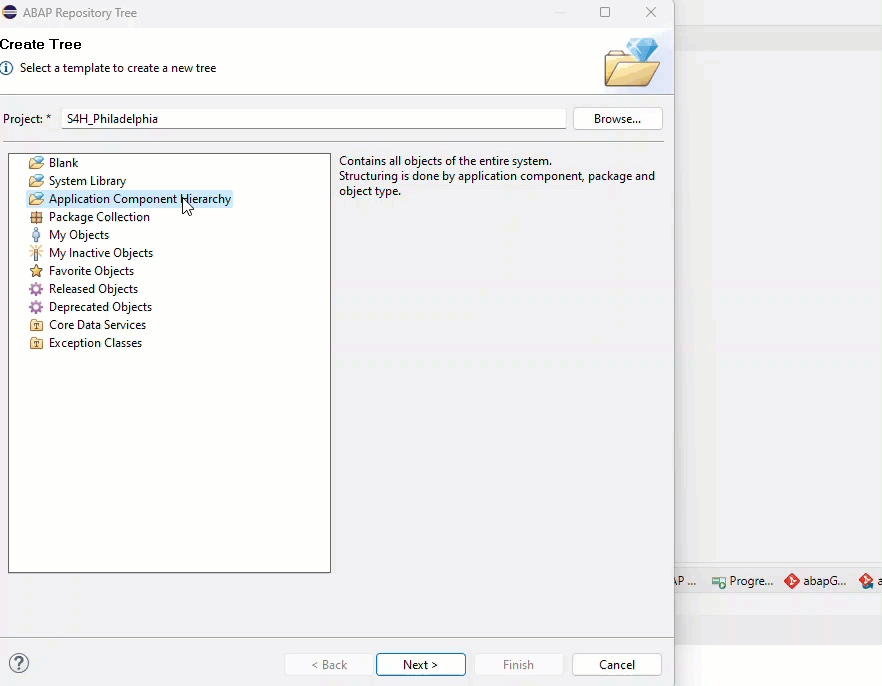 ABAP Repository Tree
Create Tree
Select a template to create a new tree
Project: *
S4H_Philadelphia
Browse...
Blank
System Library
Application Component Hierarchy
Package Collection
My Objects
My Inactive Objects
Favorite Objects
Released Objects
Deprecated Objects
Core Data Services
Exception Classes
Contains all objects of the entire system.
Structuring is done by application component, package and
object type.
AP ...
Progre...
abapG...
a
< Back
Next >
Finish
Cancel